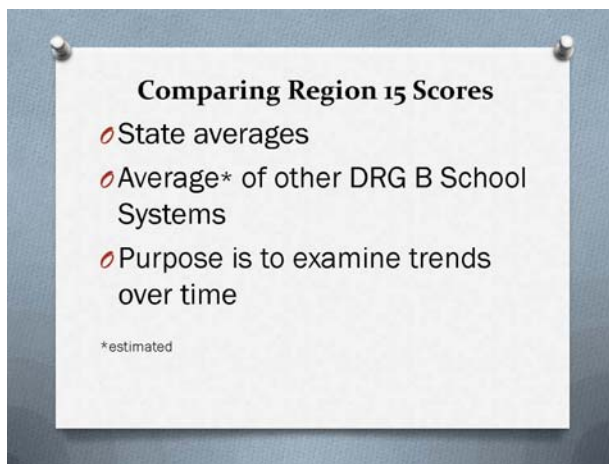 Comparing Region 15 Scores
State averages
Average* of other DRG B School
Systems
Purpose is to examine trends
over time
*estimated